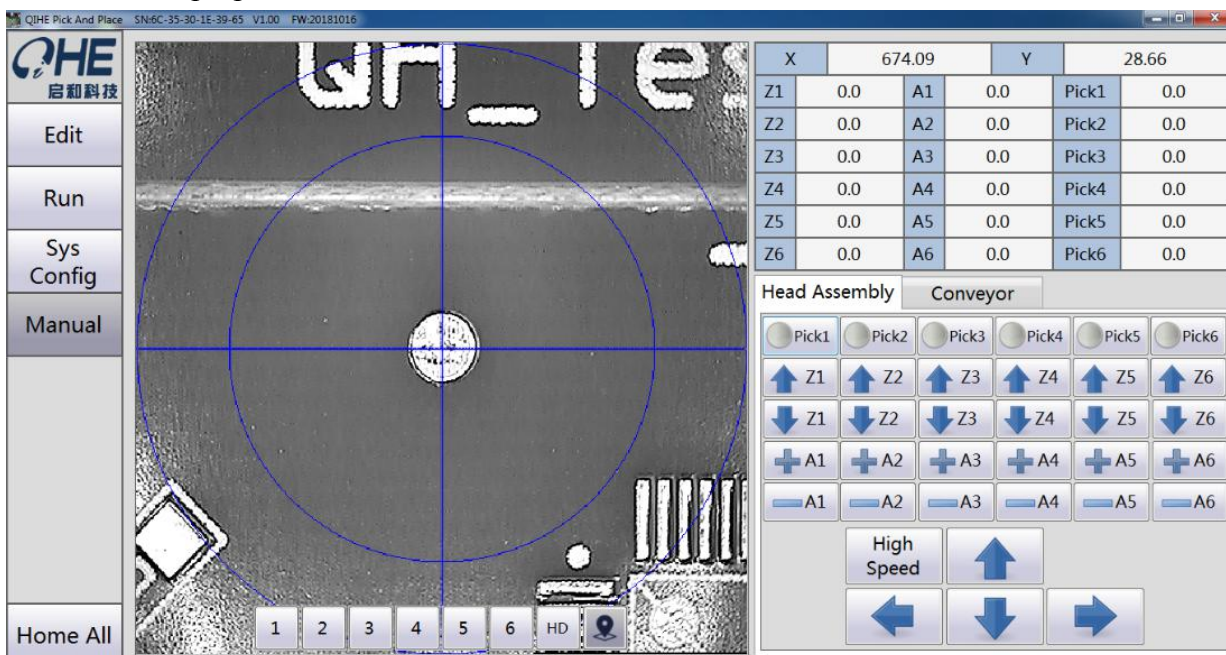 QIHE Pick And Place SN:6C-35-30-1E-39-65 V1.00 FW:20181016
QiHE
启和科技
Edit
Run
Sys
Config
Manual
Home All
QH_Tes
1 2 3 4 5 6 HD
X 674.09 Y 28.66
Z1 0.0 A1 0.0 Pick1 0.0
Z2 0.0 A2 0.0 Pick2 0.0
Z3 0.0 A3 0.0 Pick3 0.0
Z4 0.0 A4 0.0 Pick4 0.0
Z5 0.0 A5 0.0 Pick5 0.0
Z6 0.0 A6 0.0 Pick6 0.0
Head Assembly Conveyor
Pick1 Pick2 Pick3 Pick4 Pick5 Pick6
Z1 Z2 Z3 Z4 Z5 Z6
Z1 Z2 Z3 Z4 Z5 Z6
A1 A2 A3 A4 A5 A6
A1 A2 A3 A4 A5 A6
High
Speed